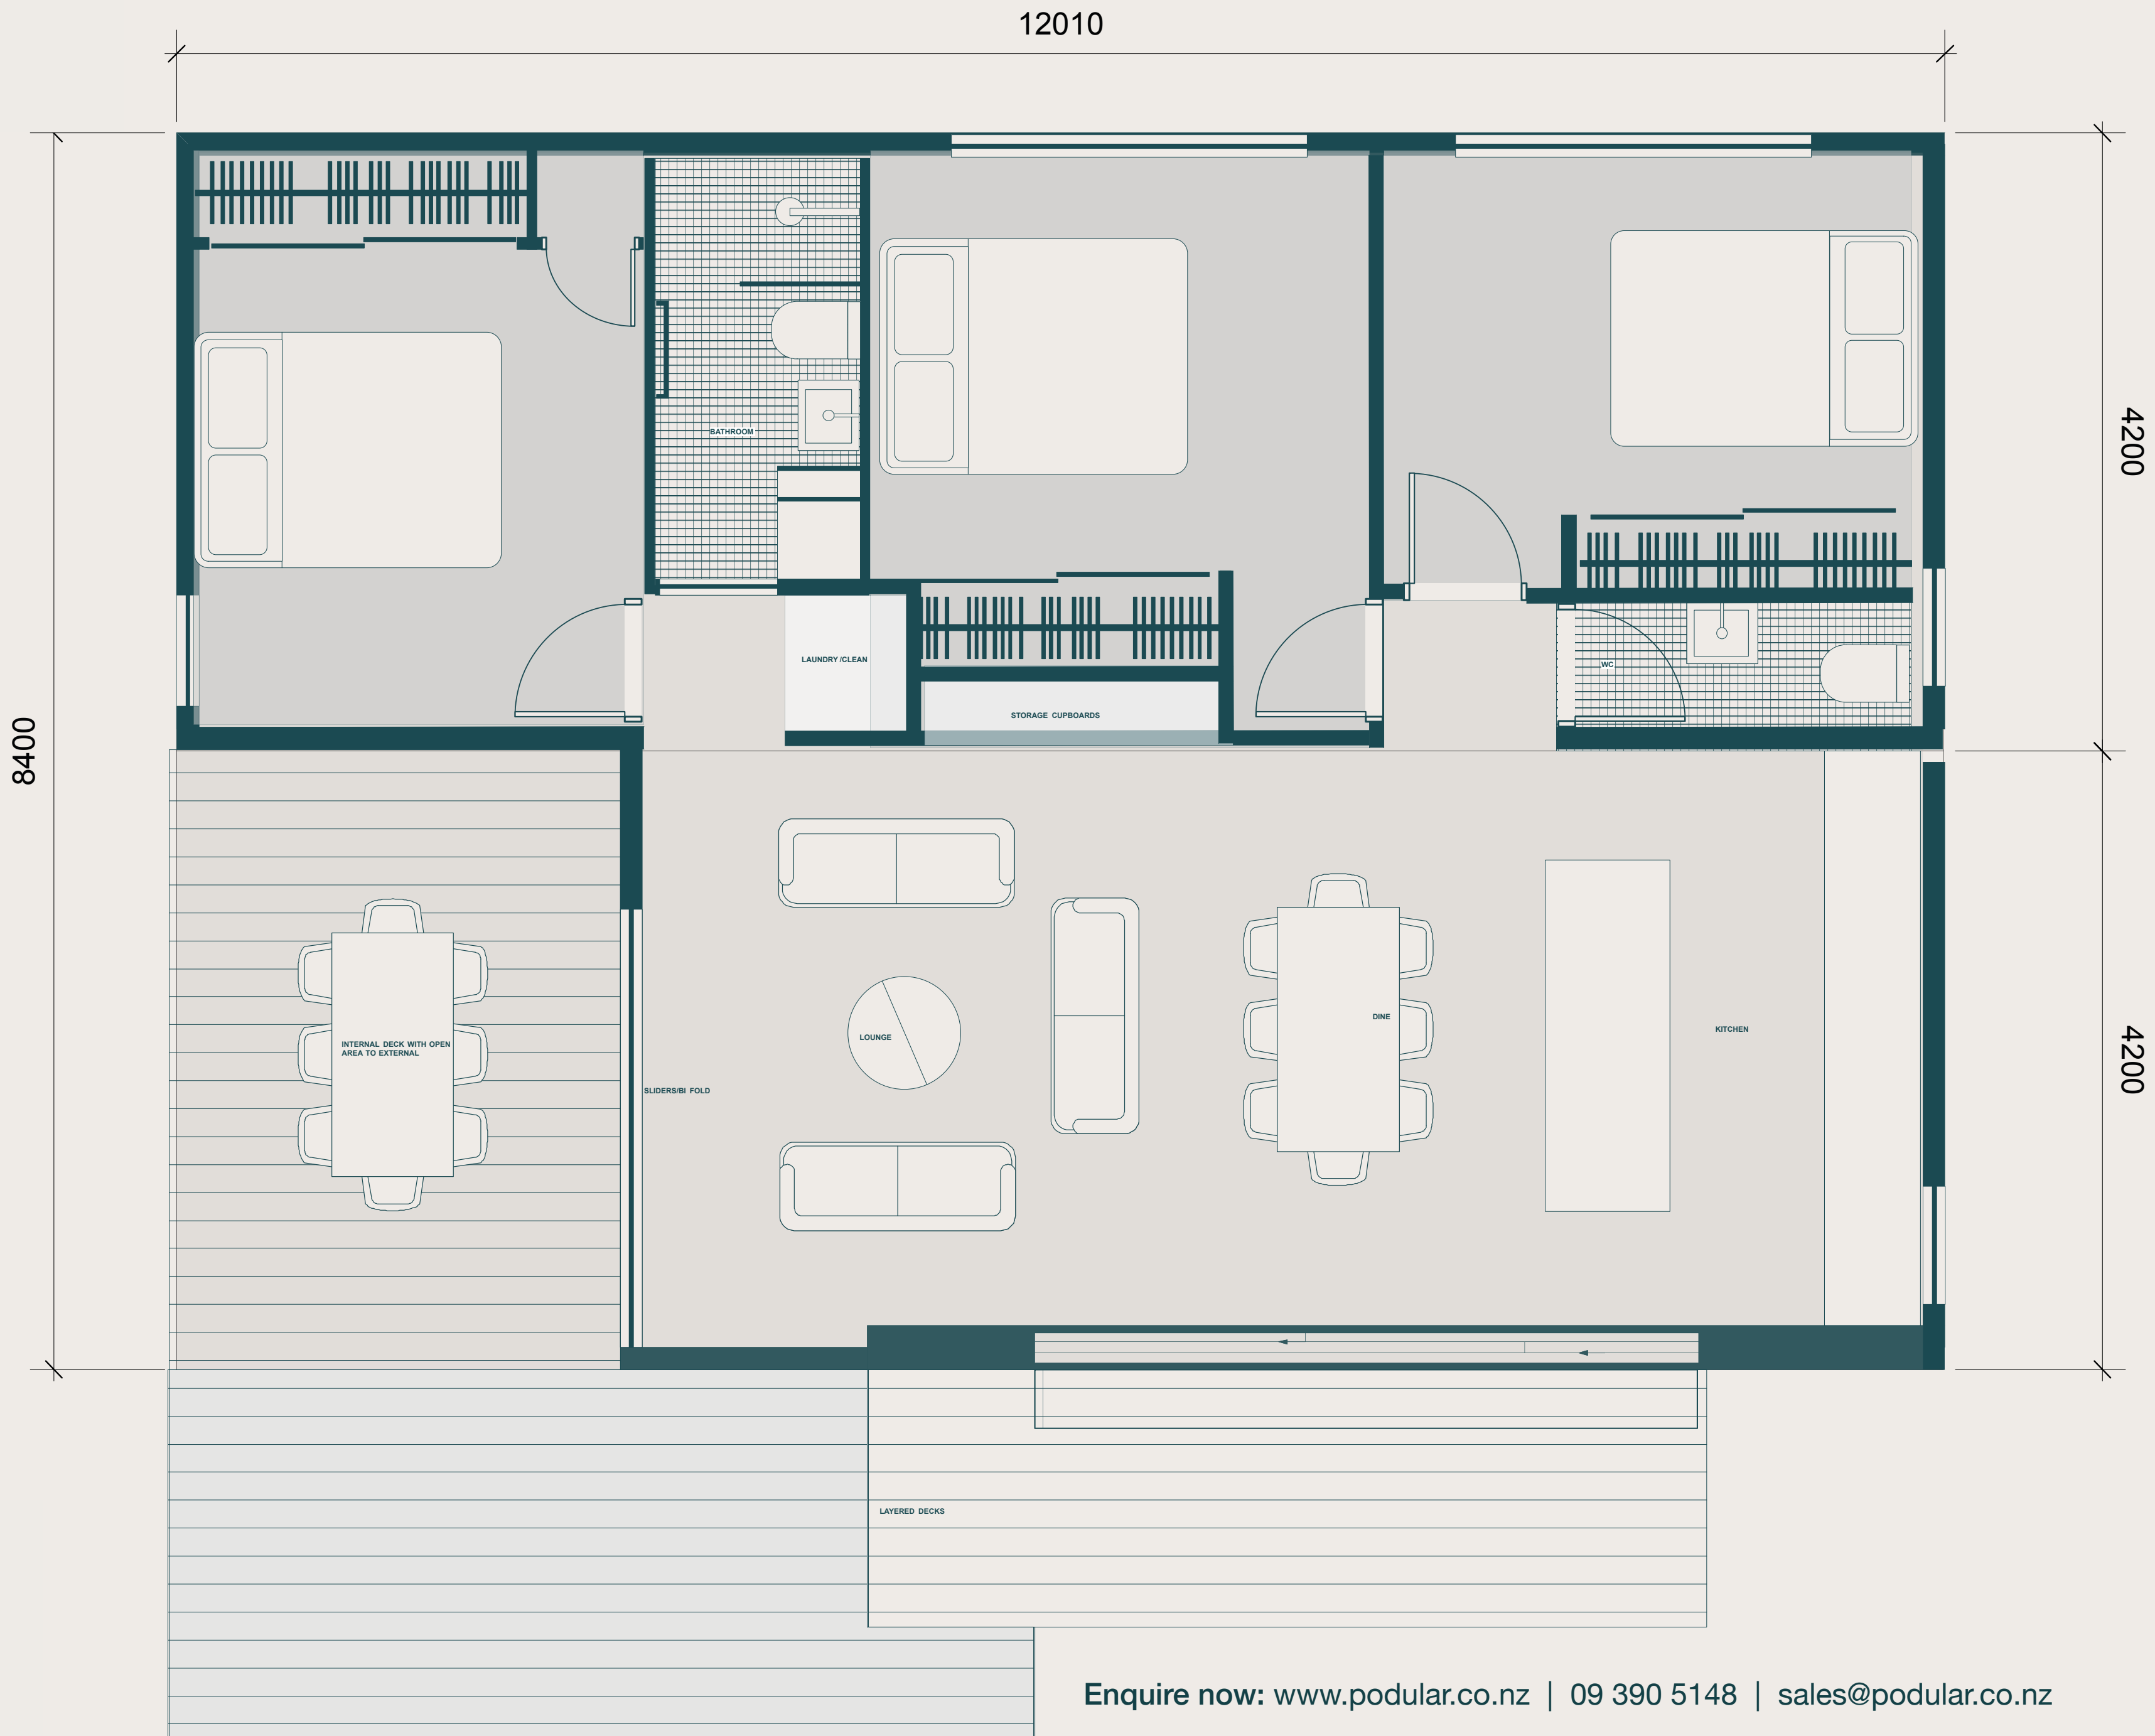 12010
BATHROOM
4200
LAUNDRY /CLEAN
WC
STORAGE CUPBOARDS
8400
DINE
KITCHEN
LOUNGE
INTERNAL DECK WITH OPEN
AREA TO EXTERNAL
4200
SLIDERS/BI FOLD
LAYERED DECKS
Enquire now: www.podular.co.nz | 09 390 5148 | sales@podular.co.nz